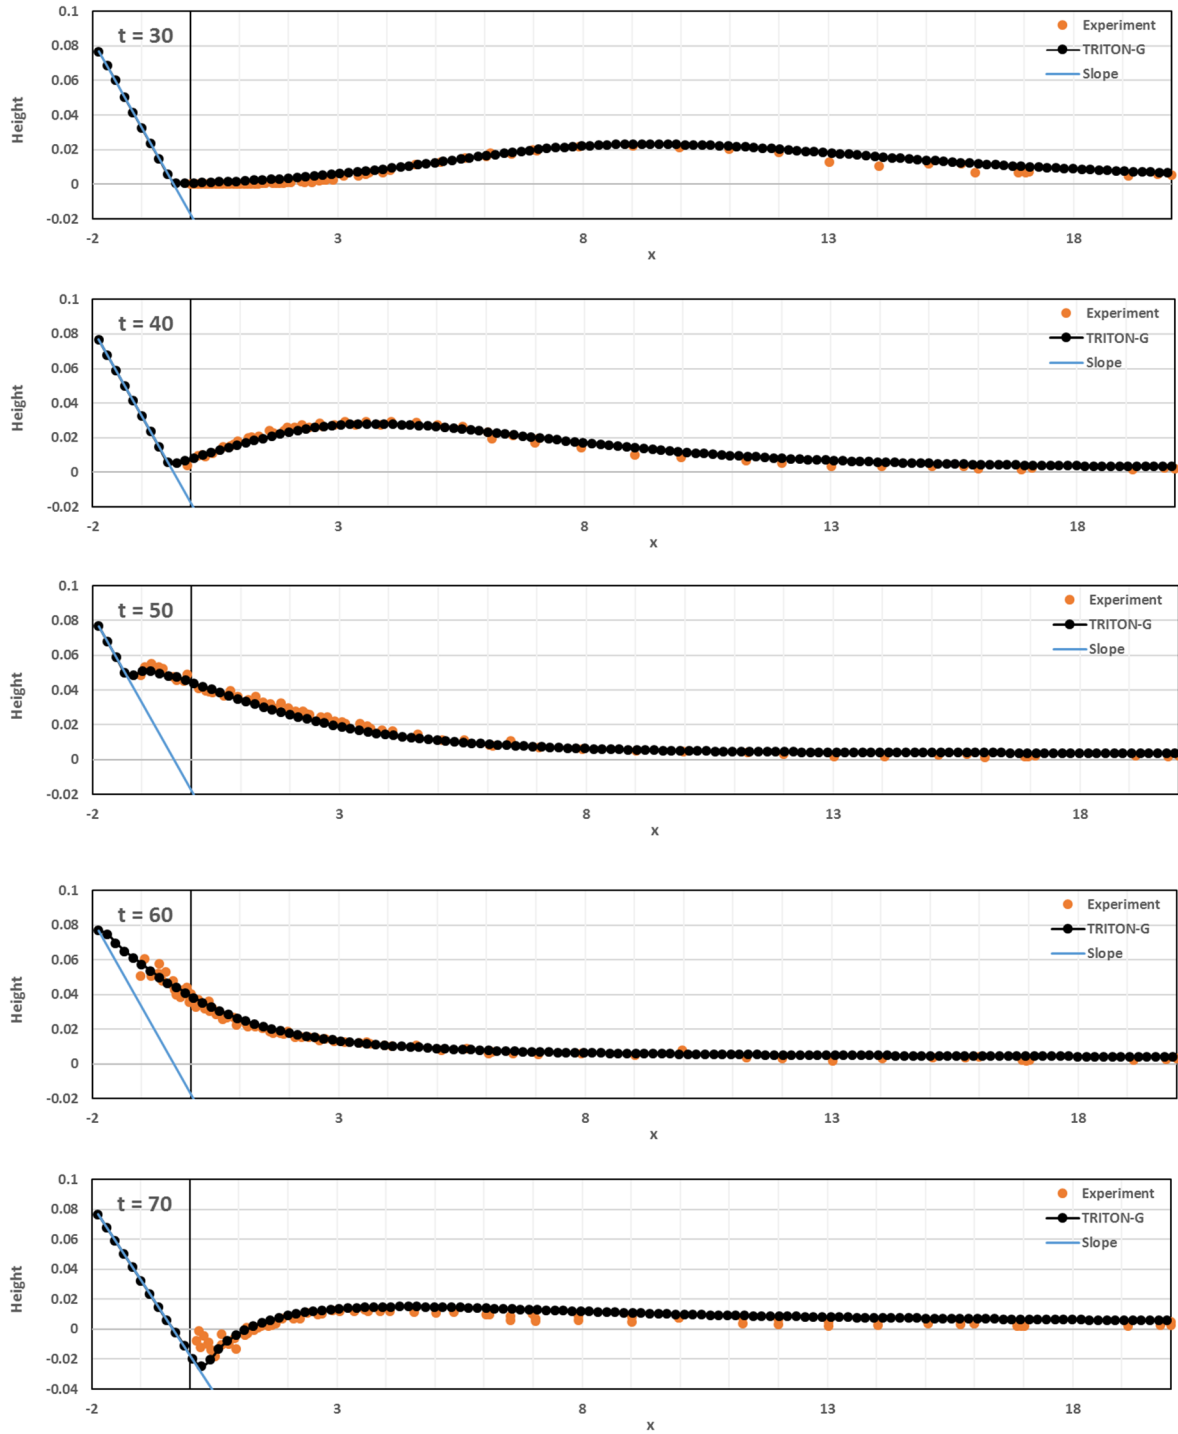 0.1
t = 30
Experiment
0.08
TRITON-G
0.06
Slope
Height
0.04
0.02
0
-0.02
-2 3 8 13 18
x
0.1
t = 40
Experiment
0.08
TRITON-G
0.06
Slope
Height
0.04
0.02
0
-0.02
-2 3 8 13 18
x
0.1
t = 50
Experiment
0.08
TRITON-G
0.06
Slope
Height
0.04
0.02
0
-0.02
-2 3 8 13 18
x
0.1
t = 60
Experiment
0.08
TRITON-G
0.06
Slope
Height
0.04
0.02
0
-0.02
-2 3 8 13 18
x
0.1
t = 70
Experiment
0.08
TRITON-G
0.06
Slope
Height
0.04
0.02
0
-0.02
-0.04
-2 3 8 13 18
x